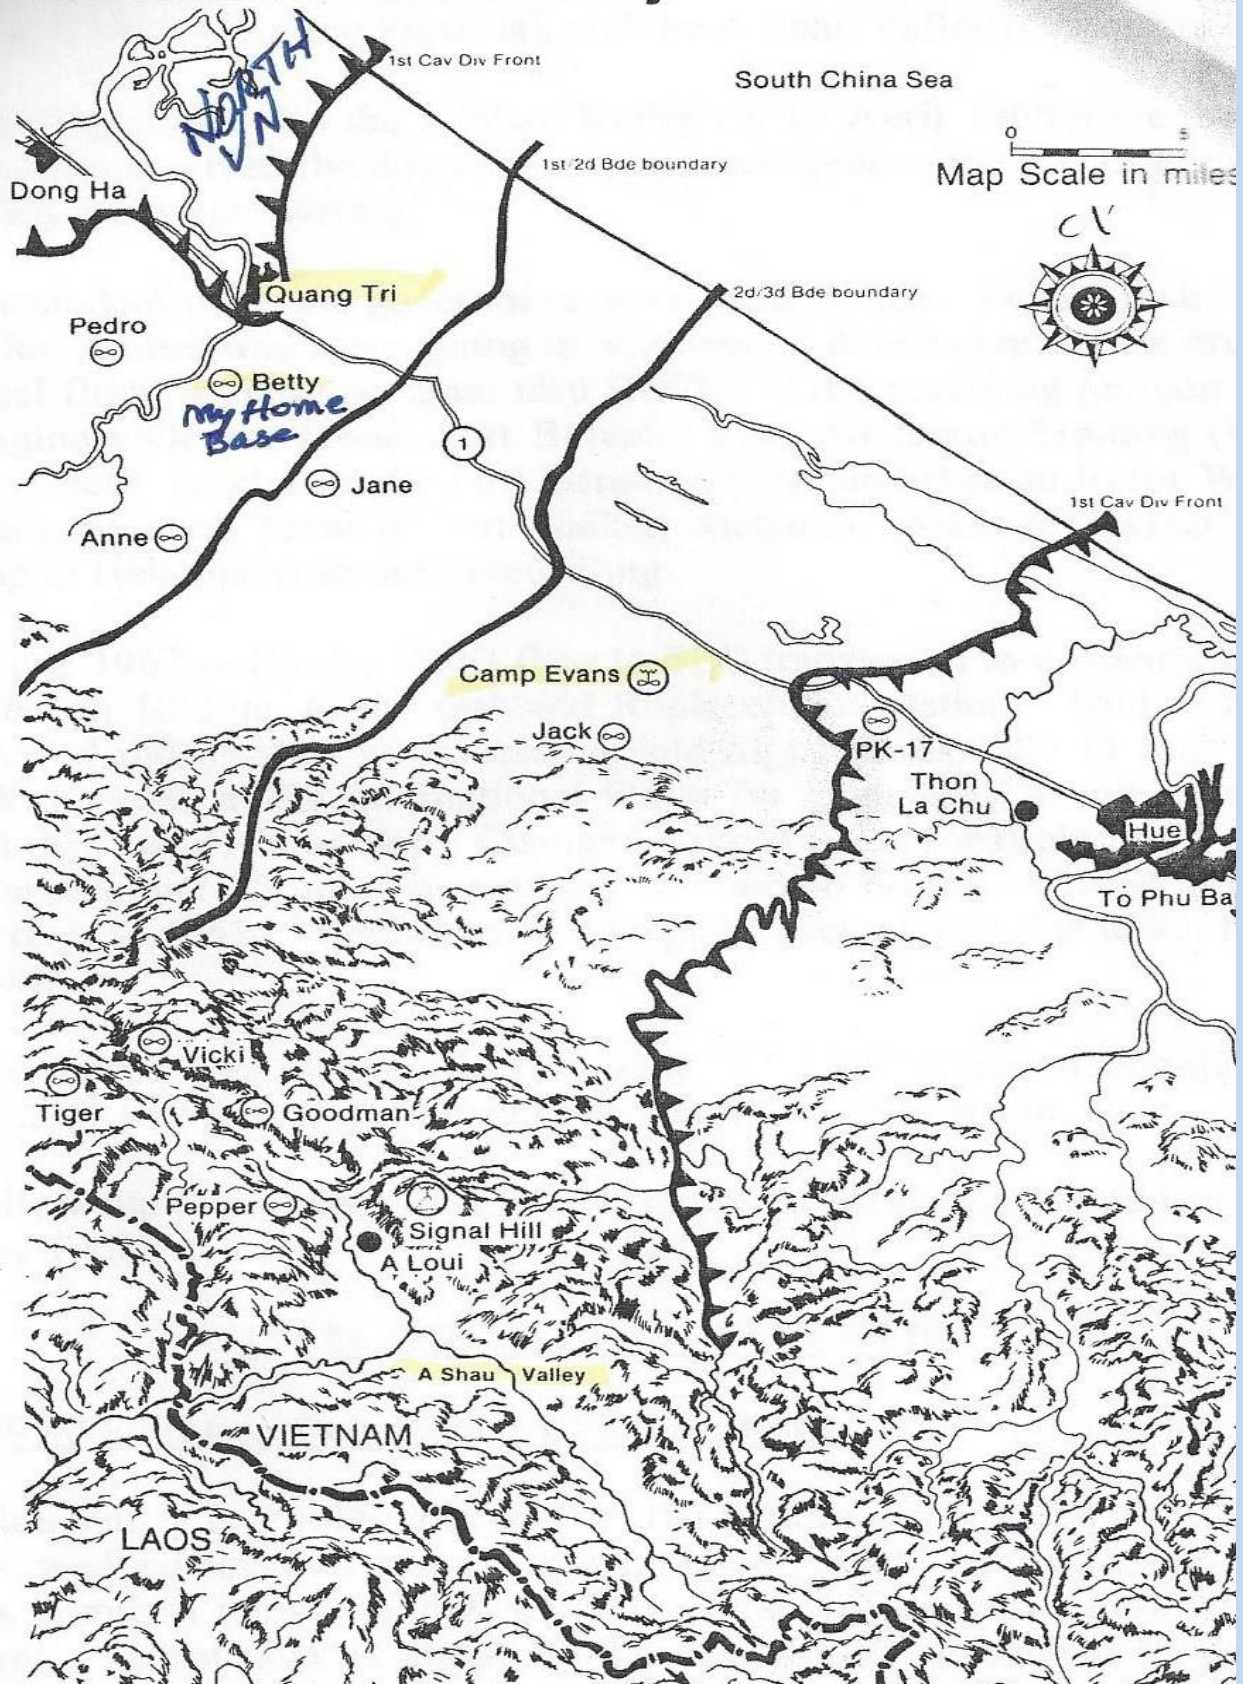 1st Cav Div Front
South China Sea
NORTH
N
1st/2d Bde boundary
0 5
Map Scale in miles
N
Dong Ha
Quang Tri
2d/3d Bde boundary
Pedro
Betty
My Home
Base
1
Jane
Anne
1st Cav Div Front
Camp Evans
Jack
PK-17
Thon
La Chu
Hue
To Phu Ba
Vicki
Tiger
Goodman
Pepper
Signal Hill
A Loui
A Shau Valley
VIETNAM
LAOS